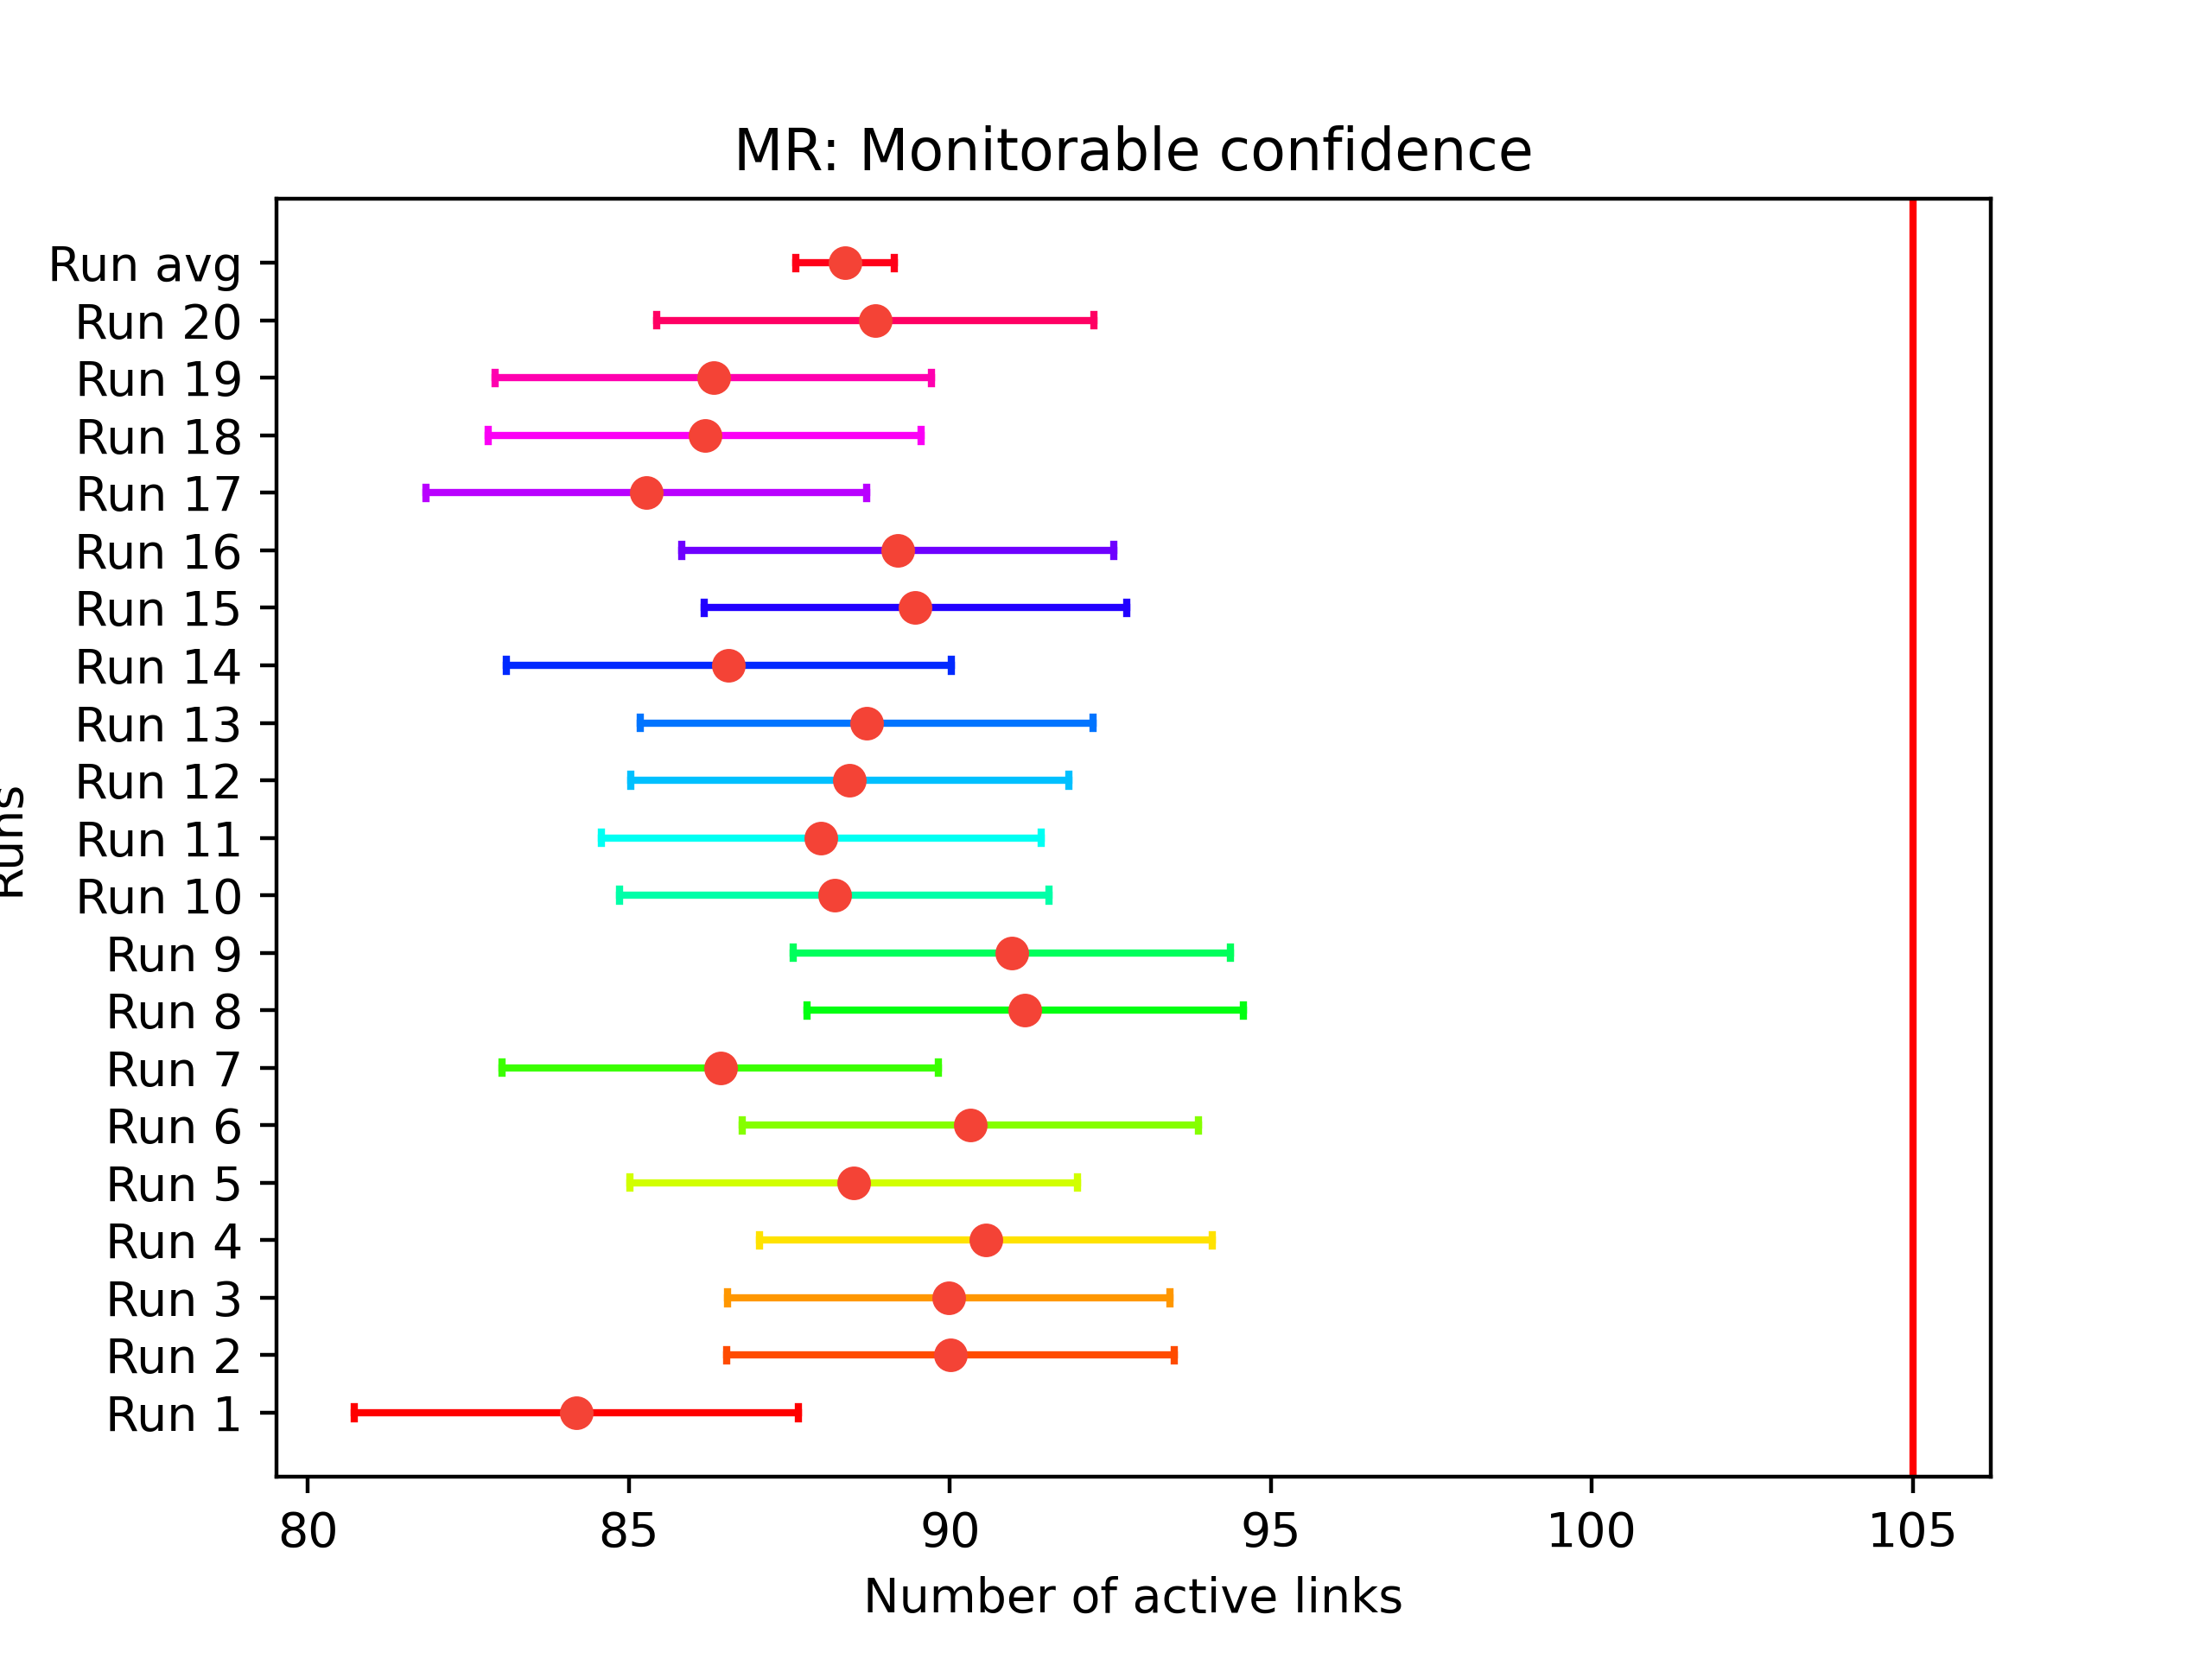 MR: Monitorable confidence
Run avg
Run 20
Run 19
Run 18
Run 17
Run 16
Run 15
Run 14
Run 13
Run 12
Run 11
Run 10
Run 9
Run 8
Run 7
Run 6
Run 5
Run 4
Run 3
Run 2
Run 1
Runs
80 85 90 95 100 105
Number of active links